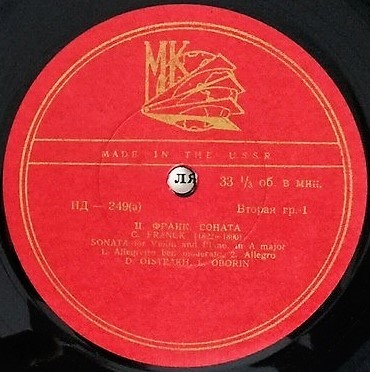 МК
MADE IN THE U.S.S.R.
ЛЯ
33 ⅓ об. в мин.
НД — 249(а)
Вторая гр.-1
Ц. ФРАНК СОНАТА
C. FRANCK (1822—1890)
SONATA for Violin and Piano, in A major
1. Allegretto ben moderato, 2. Allegro
D. OISTRAKH, L. OBORIN